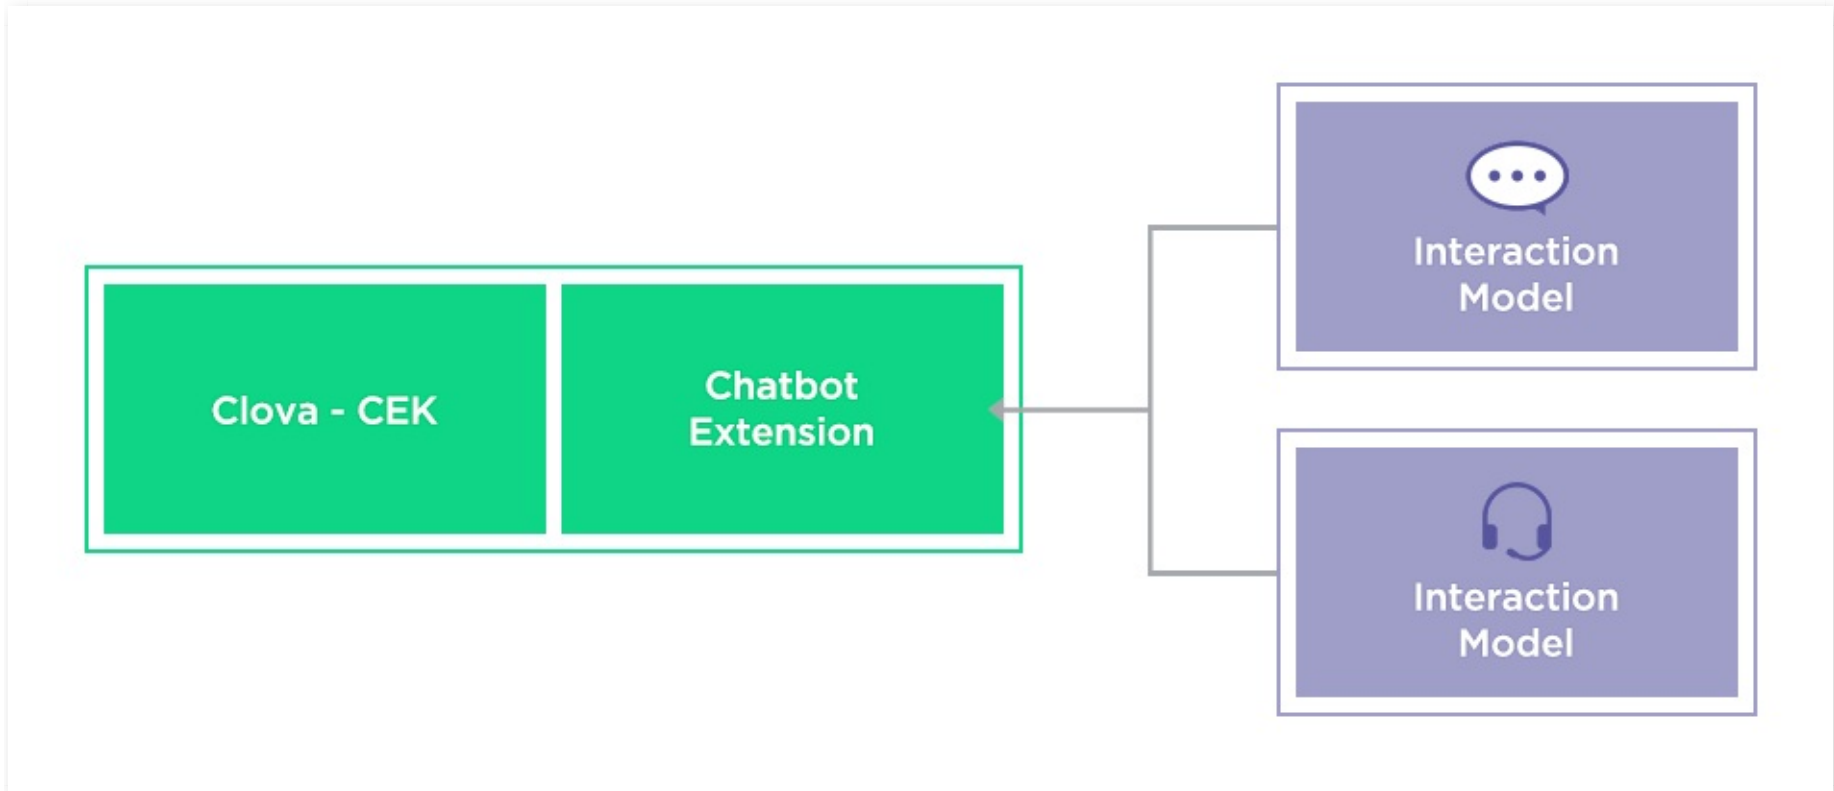 Clova - CEK
Chatbot
Extension
Interaction
Model
Interaction
Model